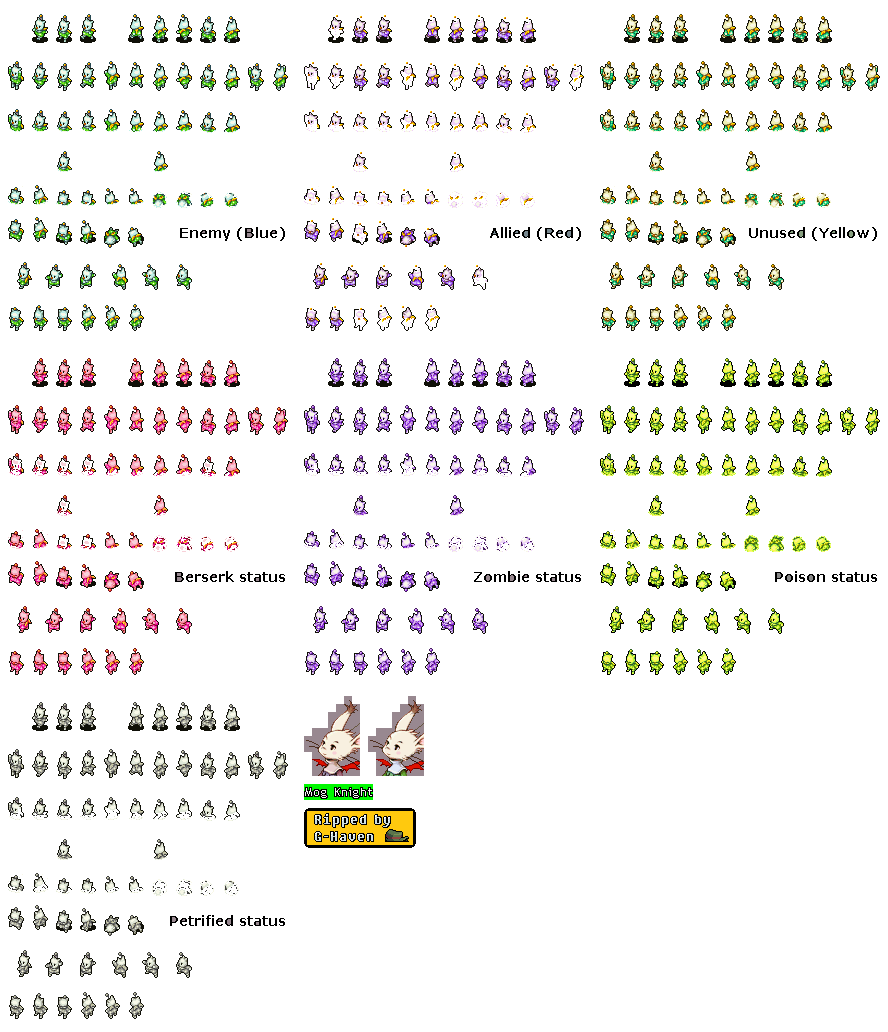 Enemy (Blue)
Allied (Red)
Unused (Yellow)
Berserk status
Zombie status
Poison status
Mog Knight
Ripped by
G-Haven
Petrified status